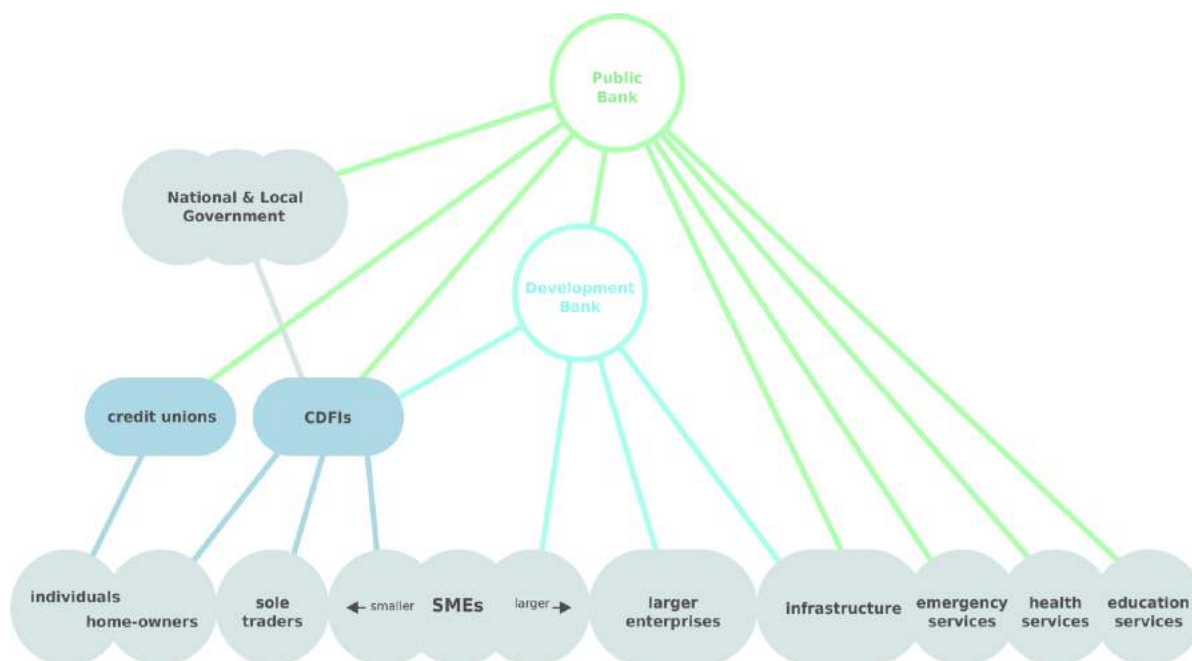 Public
Bank
National & Local
Government
Development
Bank
credit unions
CDFIs
individuals
home-owners
sole
traders
smaller
SMEs
larger
larger
enterprises
infrastructure
emergency
services
health
services
education
services